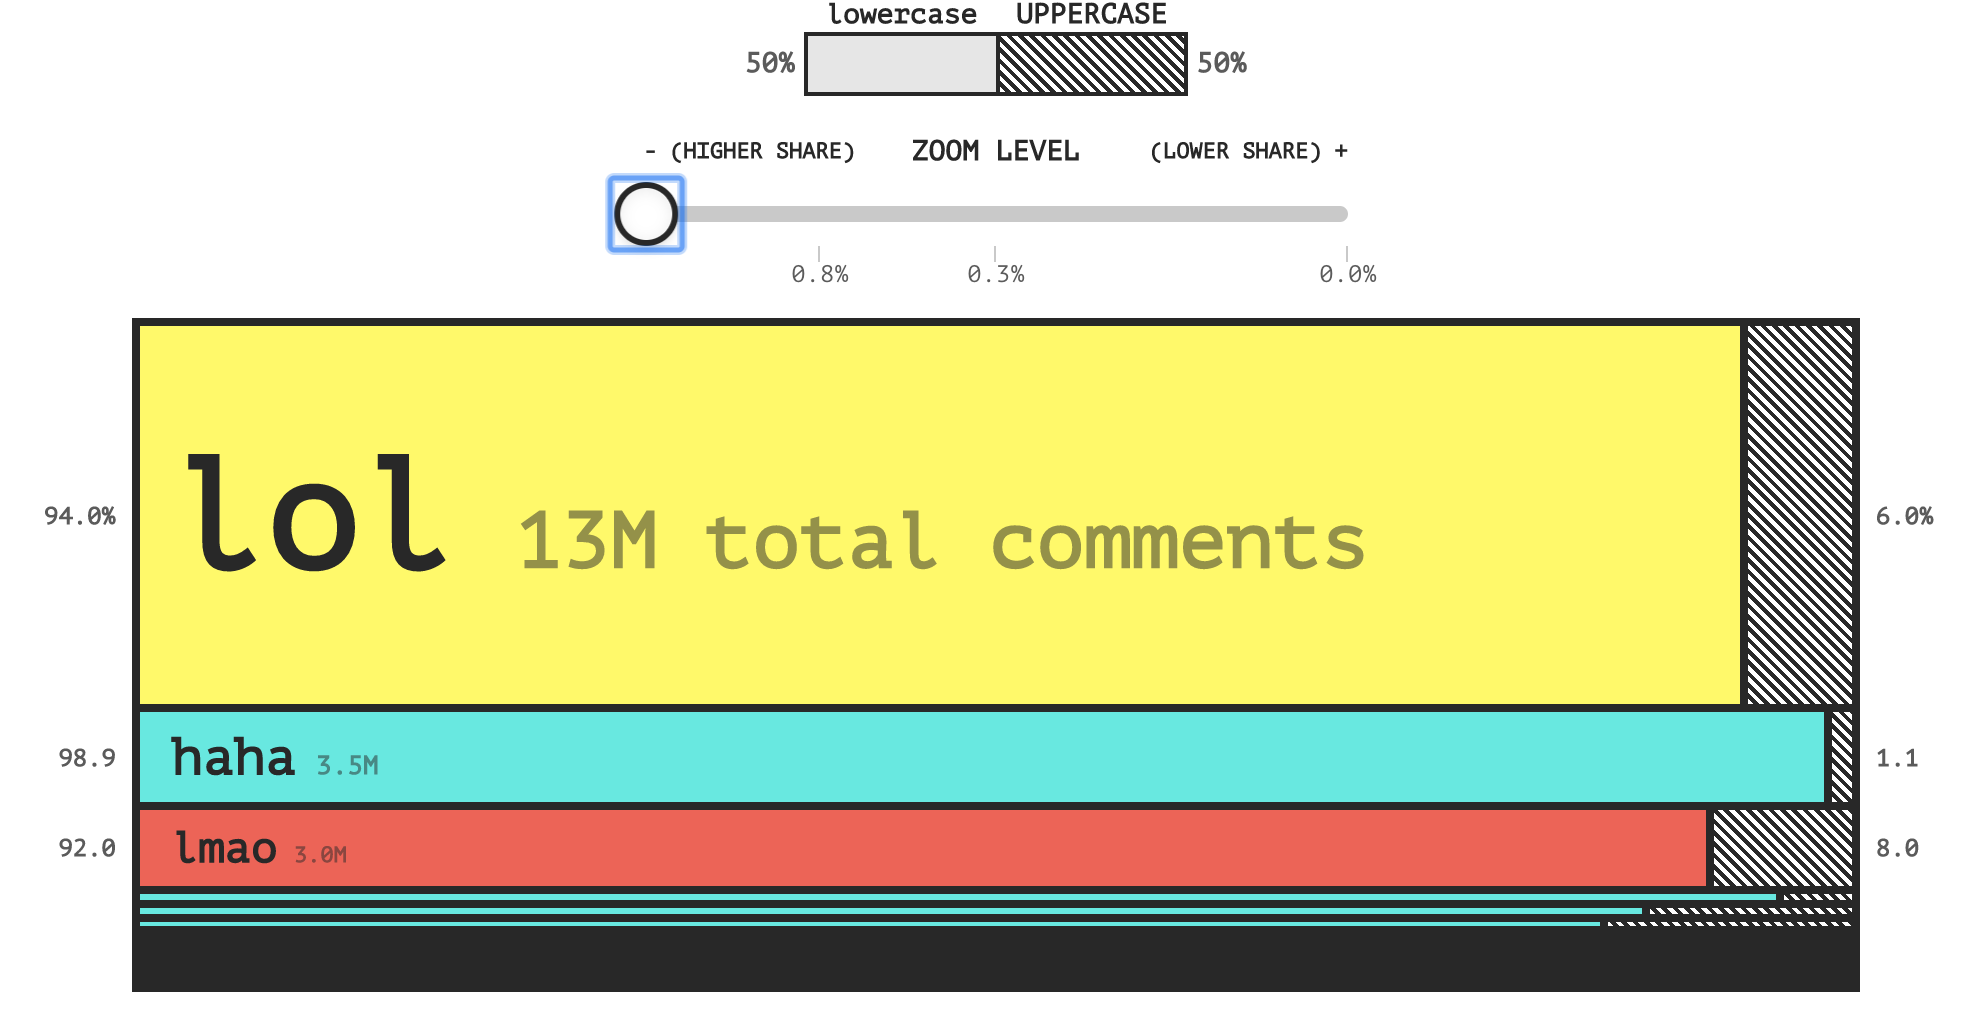 lowercase UPPERCASE
50% 50%
- (HIGHER SHARE) ZOOM LEVEL (LOWER SHARE) +
0.8% 0.3% 0.0%
94.0% lol 13M total comments 6.0%
98.9 haha 3.5M 1.1
92.0 lmao 3.0M 8.0